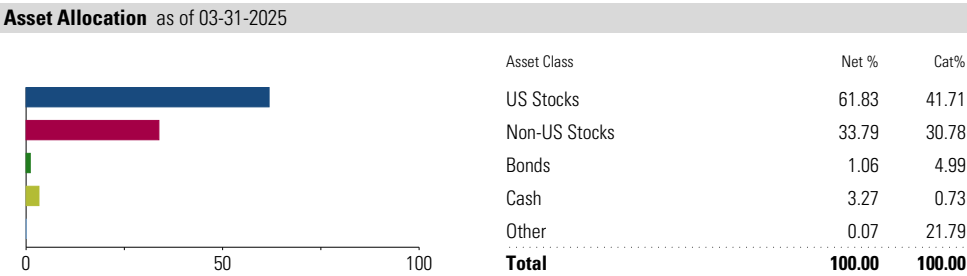 Asset Allocation as of 03-31-2025
Asset Class Net % Cat%
US Stocks 61.83 41.71
Non-US Stocks 33.79 30.78
Bonds 1.06 4.99
Cash 3.27 0.73
Other 0.07 21.79
Total 100.00 100.00
0 50 100